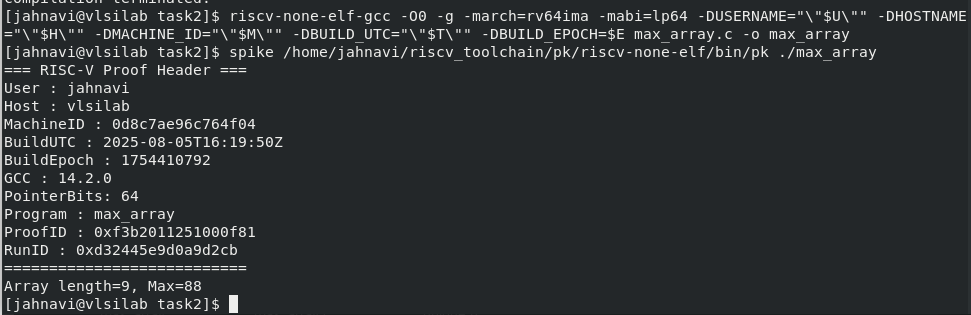 compilation terminated.
[jahnavi@vlsilab task2]$ riscv-none-elf-gcc -O0 -g -march=rv64ima -mabi=lp64 -DUSERNAME="\"$U\"" -DHOSTNAME
="\"$H\"" -DMACHINE_ID="\"$M\"" -DBUILD_UTC="\"$T\"" -DBUILD_EPOCH=$E max_array.c -o max_array
[jahnavi@vlsilab task2]$ spike /home/jahnavi/riscv_toolchain/pk/riscv-none-elf/bin/pk ./max_array
=== RISC-V Proof Header ===
User : jahnavi
Host : vlsilab
MachineID : 0d8c7ae96c764f04
BuildUTC : 2025-08-05T16:19:50Z
BuildEpoch : 1754410792
GCC : 14.2.0
PointerBits: 64
Program : max_array
ProofID : 0xf3b2011251000f81
RunID : 0xd32445e9d0a9d2cb
===========================
Array length=9, Max=88
[jahnavi@vlsilab task2]$